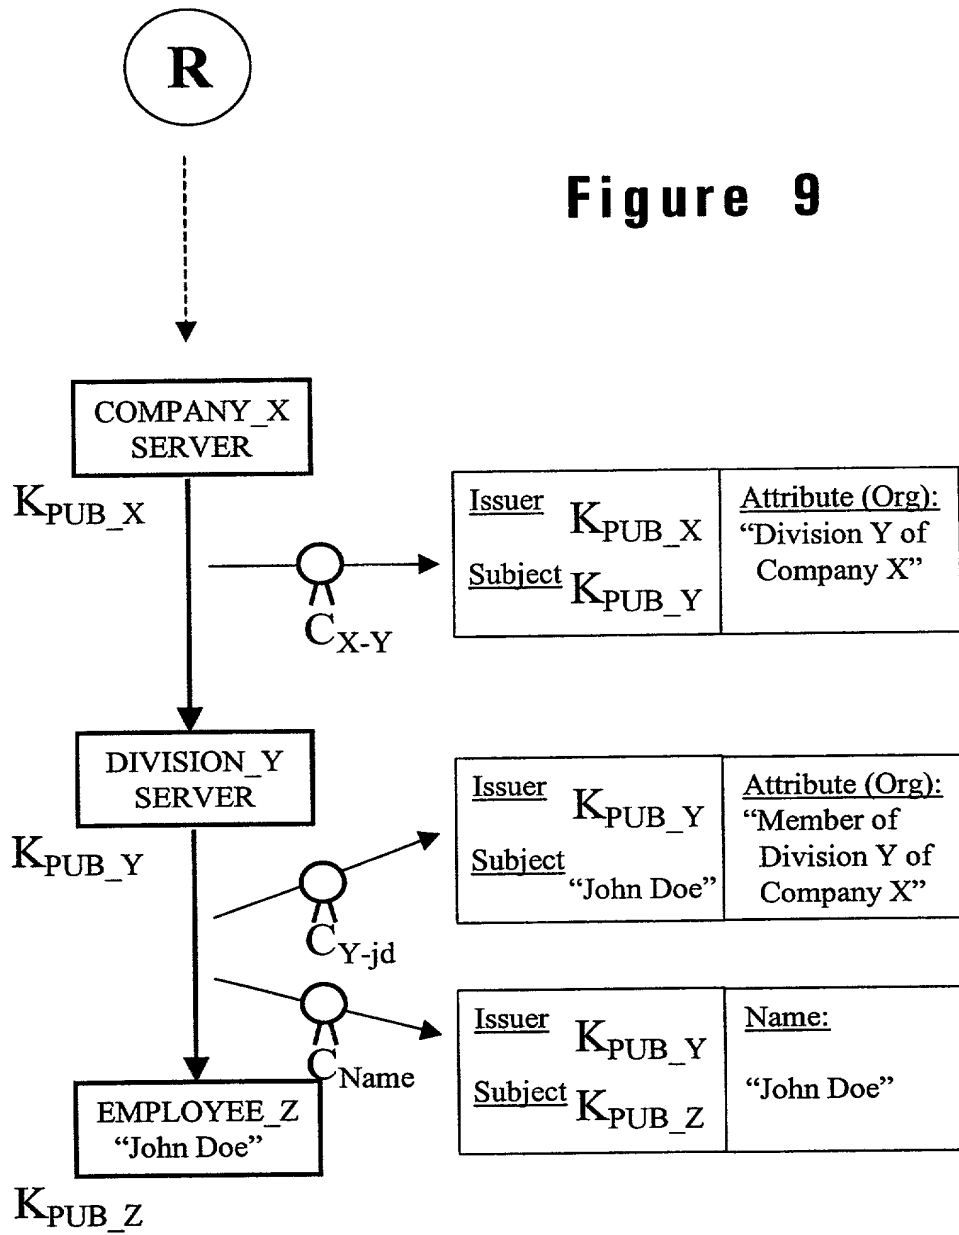 R
Figure 9
COMPANY_X
SERVER
KPUB_X
Issuer
KPUB_X
Subject
KPUB_Y
Attribute (Org):
“Division Y of
Company X”
CX-Y
DIVISION_Y
SERVER
KPUB_Y
Issuer
KPUB_Y
Subject
“John Doe”
Attribute (Org):
“Member of
Division Y of
Company X”
CY-jd
Issuer
KPUB_Y
Subject
KPUB_Z
Name:
“John Doe”
CName
EMPLOYEE_Z
“John Doe”
KPUB_Z